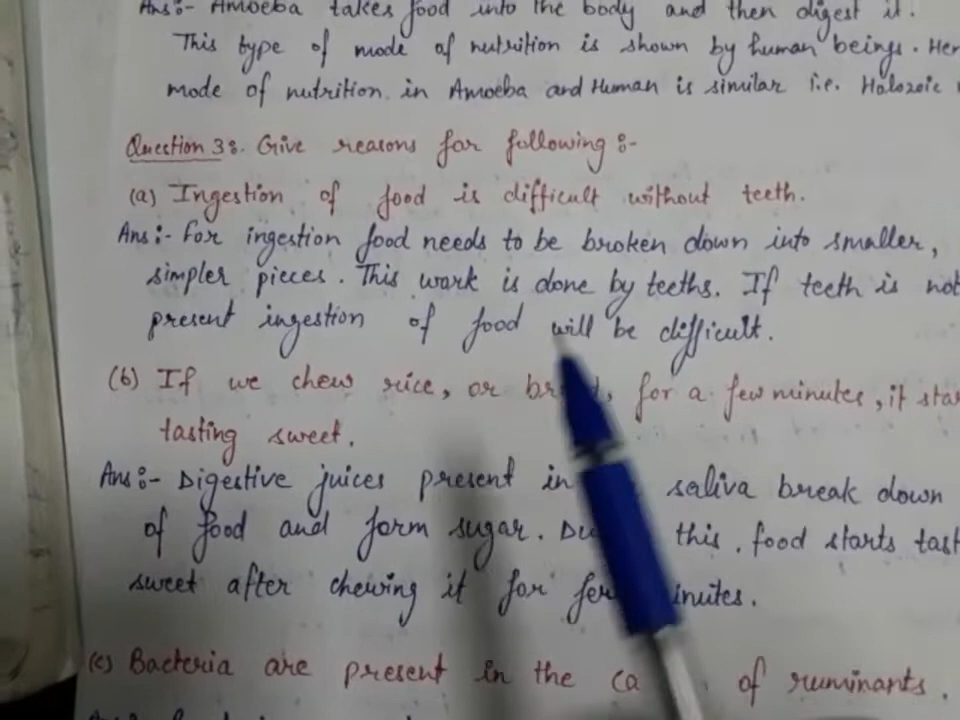 Ans:- Amoeba takes food into the body and then digest it.
This type of mode of nutrition is shown by human beings.
mode of nutrition in Amoeba and Human is similar i.e. Holozoic
Question 3:- Give reasons for following:-
(a) Ingestion of food is difficult without teeth.
Ans:- For ingestion food needs to be broken down into smaller,
simpler pieces. This work is done by teeths. If teeth is not
present ingestion of food will be difficult.
(b) If we chew rice, or for a few minutes, it
tasting sweet.
Ans:- Digestive juices present in saliva break down
of food and form sugar. this, food starts
sweet after chewing it for
(c) Bacteria are present in the of ruminants.